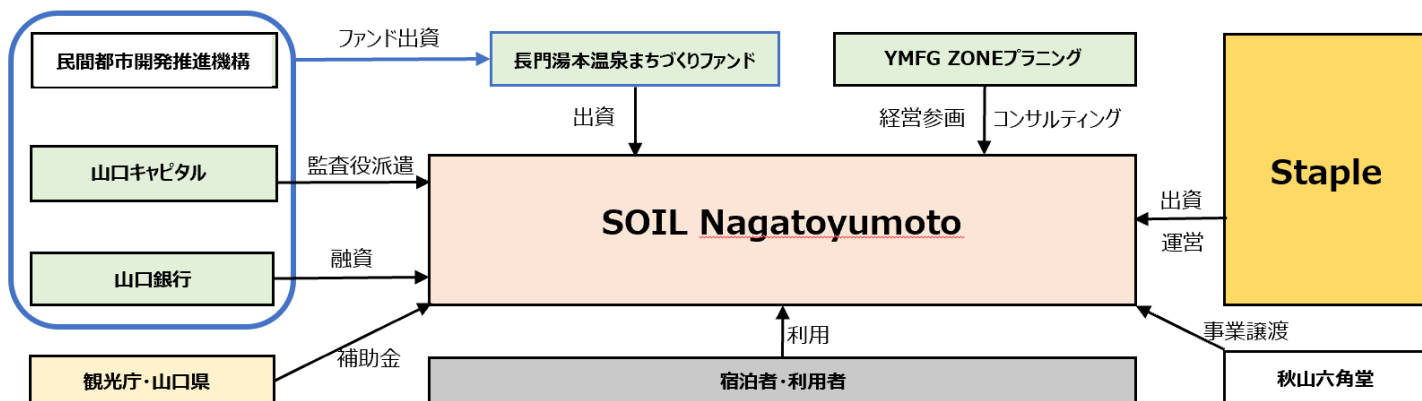 民間都市開発推進機構
ファンド出資
長門湯本温泉まちづくりファンド
YMFG ZONEプラニング
出資
経営参画
コンサルティング
山口キャピタル
監査役派遣
SOIL Nagatoyumoto
Staple
出資
運営
山口銀行
融資
観光庁・山口県
補助金
利用
宿泊者・利用者
事業譲渡
秋山六角堂